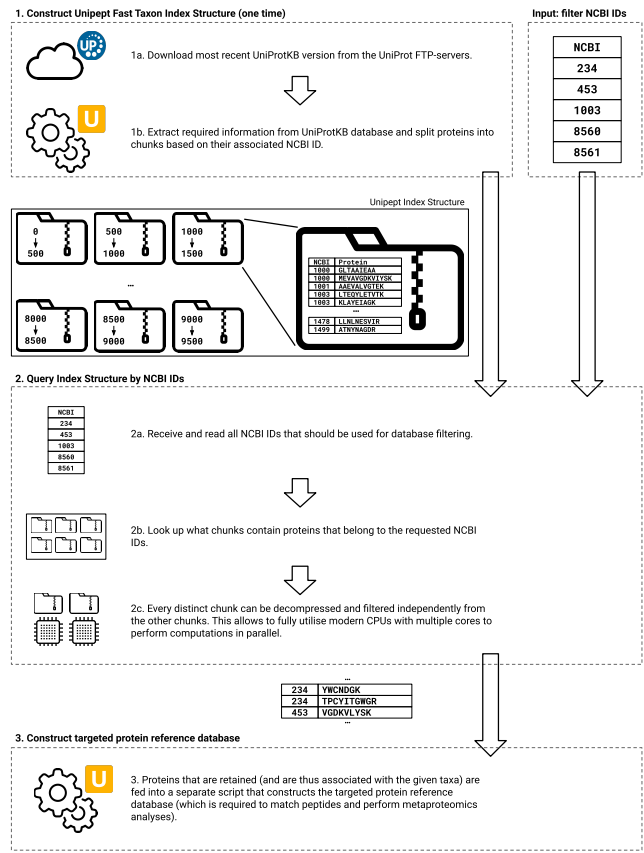 1. Construct Unipept Fast Taxon Index Structure (one time)
Input: filter NCBI IDs
UP
1a. Download most recent UniProtKB version from the UniProt FTP-servers.
U
1b. Extract required information from UniProtKB database and split proteins into
chunks based on their associated NCBI ID.
NCBI
234
453
1003
8560
8561
Unipept Index Structure
0
500
500
1000
1000
1500
...
8000
8500
8500
9000
9000
9500
NCBI Protein
1000 GLTAAIEAA
1000 MEVAVGDKVIYSK
1001 AAEVALVGTEK
1003 LTEQYLETVTK
1003 KLAYEIAGK
...
1478 LLNLNESVIR
1499 ATNYNAGDR
2. Query Index Structure by NCBI IDs
NCBI
234
453
1003
8560
8561
2a. Receive and read all NCBI IDs that should be used for database filtering.
2b. Look up what chunks contain proteins that belong to the requested NCBI
IDs.
2c. Every distinct chunk can be decompressed and filtered independently from
the other chunks. This allows to fully utilise modern CPUs with multiple cores to
perform computations in parallel.
...
234 YWCNDGK
234 TPCYITGWGR
453 VGDKVLYSK
...
3. Construct targeted protein reference database
U
3. Proteins that are retained (and are thus associated with the given taxa) are
fed into a separate script that constructs the targeted protein reference
database (which is required to match peptides and perform metaproteomics
analyses).